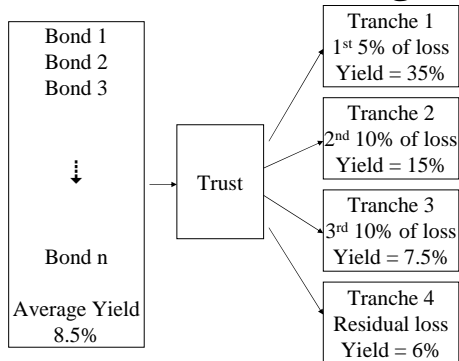 Bond 1
Bond 2
Bond 3
Bond n
Average Yield
8.5%
Trust
Tranche 1
1st 5% of loss
Yield = 35%
Tranche 2
2nd 10% of loss
Yield = 15%
Tranche 3
3rd 10% of loss
Yield = 7.5%
Tranche 4
Residual loss
Yield = 6%